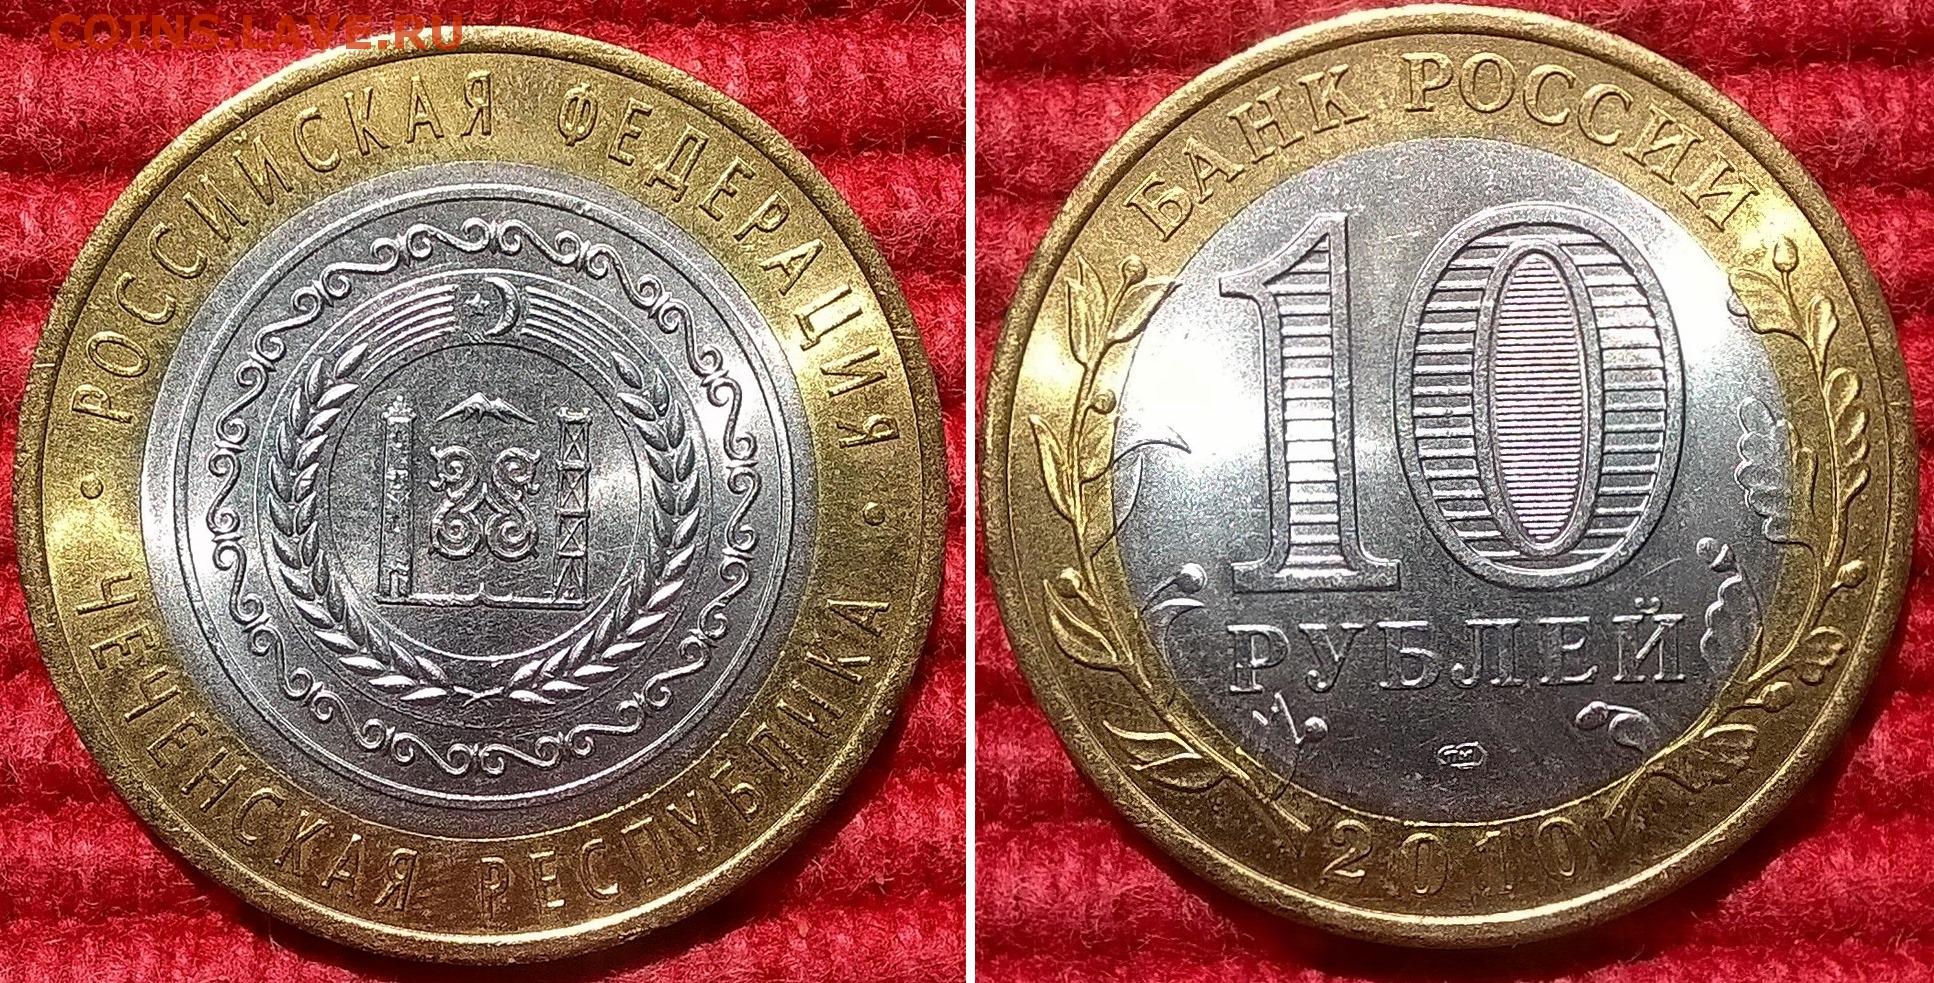 COINS.LAVE.RU
РОССИЙСКАЯ ФЕДЕРАЦИЯ
ЧЕЧЕНСКАЯ РЕСПУБЛИКА
БАНК РОССИИ
10
РУБЛЕЙ
2010